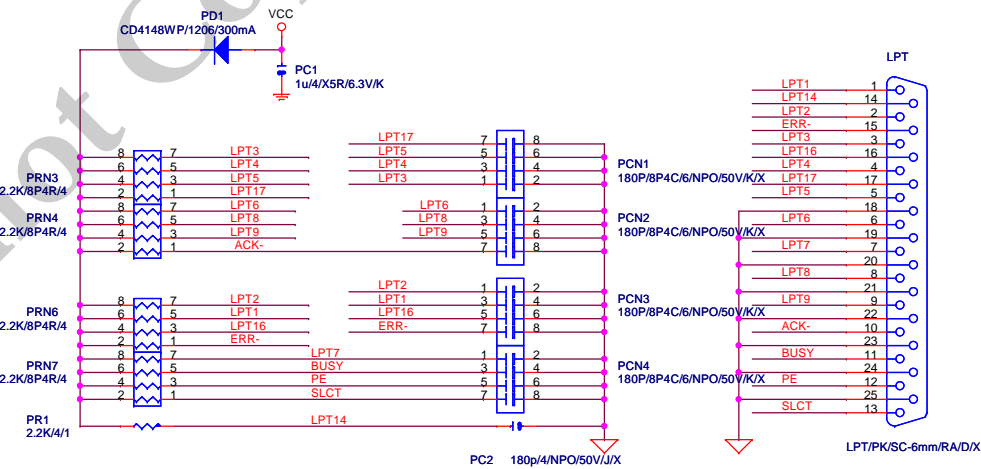 not C
PD1
VCC
CD4148WP/1206/300mA
PC1
1u/4/X5R/6.3V/K
LPT
LPT1 1
LPT14 14
LPT2 2
ERR- 15
LPT3 3
LPT16 16
LPT4 4
LPT17 17
LPT5 5
18
LPT6 6
19
LPT7 7
20
LPT8 8
21
LPT9 9
22
ACK- 10
23
BUSY 11
24
PE 12
25
SLCT 13
LPT/PK/SC-6mm/RA/D/X
PRN3
2.2K/8P4R/4
8 7 LPT3
6 5 LPT4
4 3 LPT5
2 1 LPT17
PRN4
2.2K/8P4R/4
8 7 LPT6
6 5 LPT8
4 3 LPT9
2 1 ACK-
LPT17 7 8
LPT5 5 6
LPT4 3 4
LPT3 1 2
PCN1
180P/8P4C/6/NPO/50V/K/X
LPT6 1 2
LPT8 3 4
LPT9 5 6
7 8
PCN2
180P/8P4C/6/NPO/50V/K/X
PRN6
2.2K/8P4R/4
8 7 LPT2
6 5 LPT1
4 3 LPT16
2 1 ERR-
PRN7
2.2K/8P4R/4
8 7 LPT7
6 5 BUSY
4 3 PE
2 1 SLCT
LPT2 1 2
LPT1 3 4
LPT16 5 6
ERR- 7 8
PCN3
180P/8P4C/6/NPO/50V/K/X
1 2
3 4
5 6
7 8
PCN4
180P/8P4C/6/NPO/50V/K/X
PR1
2.2K/4/1
LPT14
PC2 180p/4/NPO/50V/J/X